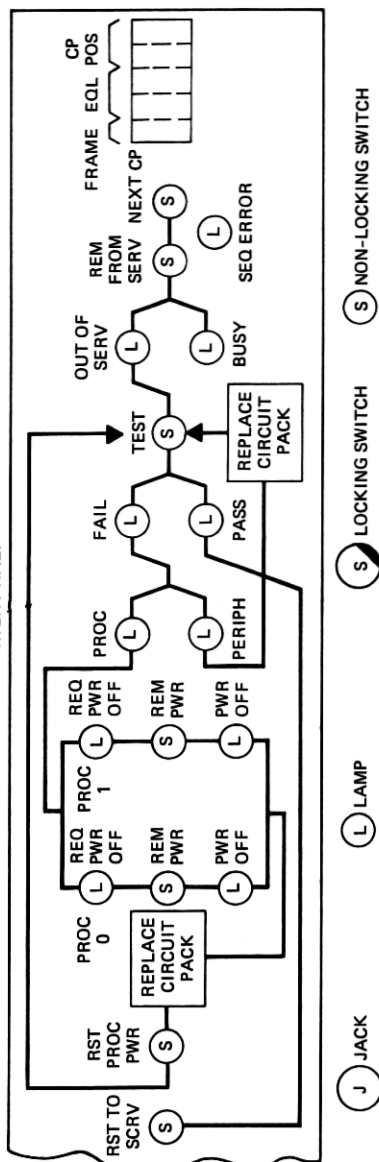 RST TO
SCRV
S
RST
PROC
PWR
S
REPLACE
CIRCUIT
PACK
PROC
0
REQ
PWR
OFF
L
REM
PWR
S
PWR
OFF
L
PROC
1
REQ
PWR
OFF
L
REM
PWR
S
PWR
OFF
L
PROC
L
PERIPH
L
FAIL
L
PASS
L
TEST
S
REPLACE
CIRCUIT
PACK
OUT OF
SERV
L
BUSY
L
REM
FROM
SERV
S
NEXT CP
S
SEQ ERROR
L
FRAME EQL CP
POS
J JACK
L LAMP
S LOCKING SWITCH
S NON-LOCKING SWITCH